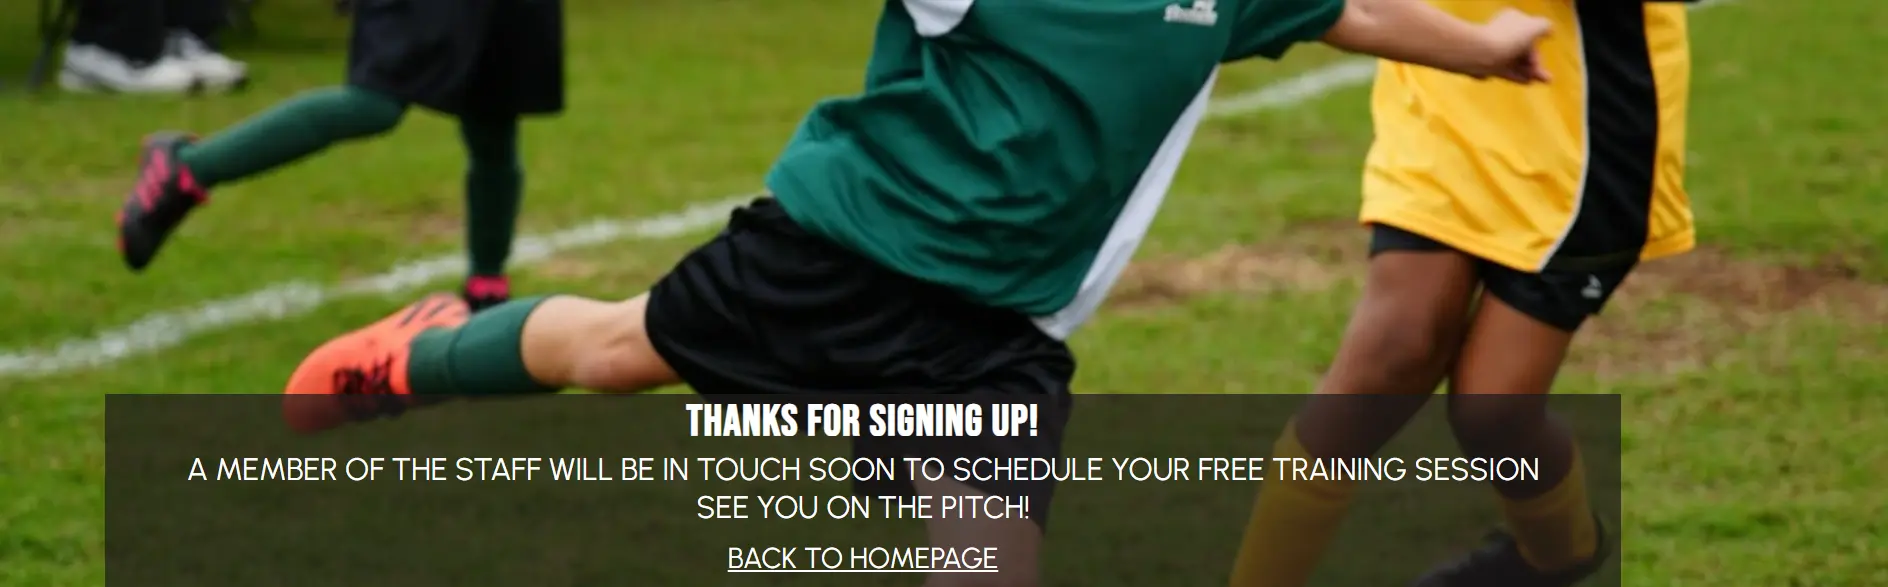 THANKS FOR SIGNING UP!
A MEMBER OF THE STAFF WILL BE IN TOUCH SOON TO SCHEDULE YOUR FREE TRAINING SESSION
SEE YOU ON THE PITCH!
BACK TO HOMEPAGE